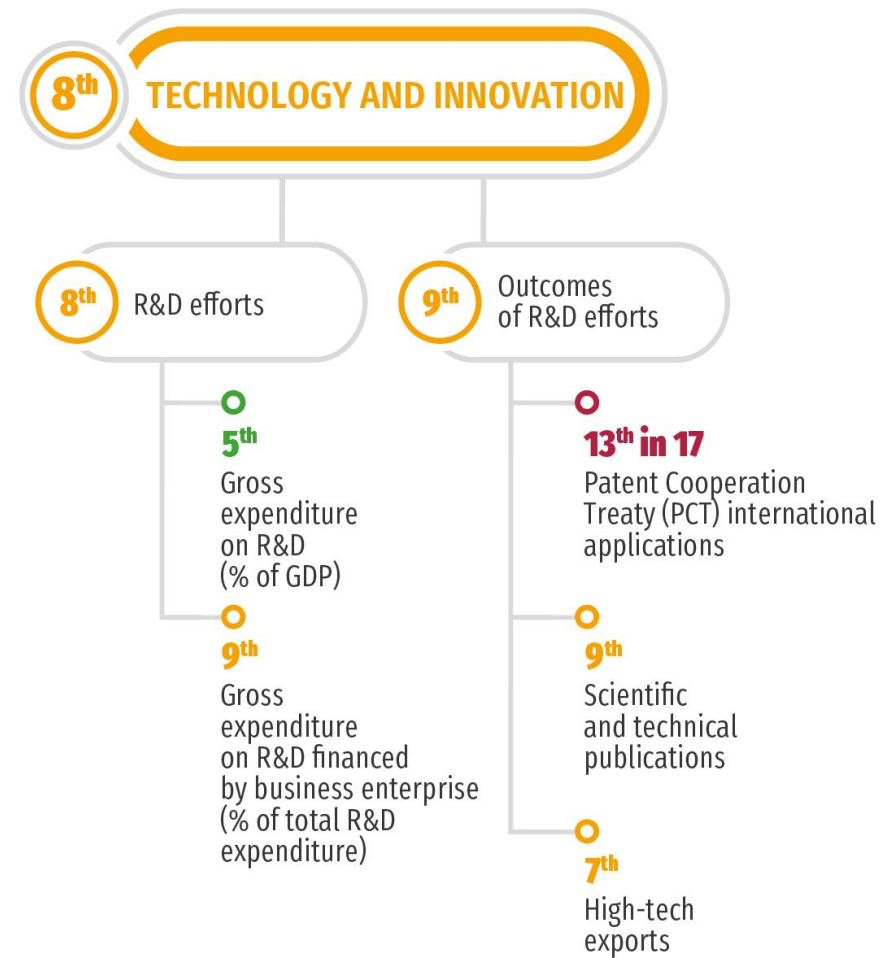 8th TECHNOLOGY AND INNOVATION
8th R&D efforts
5th
Gross
expenditure
on R&D
(% of GDP)
9th
Gross
expenditure
on R&D financed
by business enterprise
(% of total R&D
expenditure)
9th
Outcomes
of R&D efforts
13th in 17
Patent Cooperation
Treaty (PCT) international
applications
9th
Scientific
and technical
publications
7th
High-tech
exports